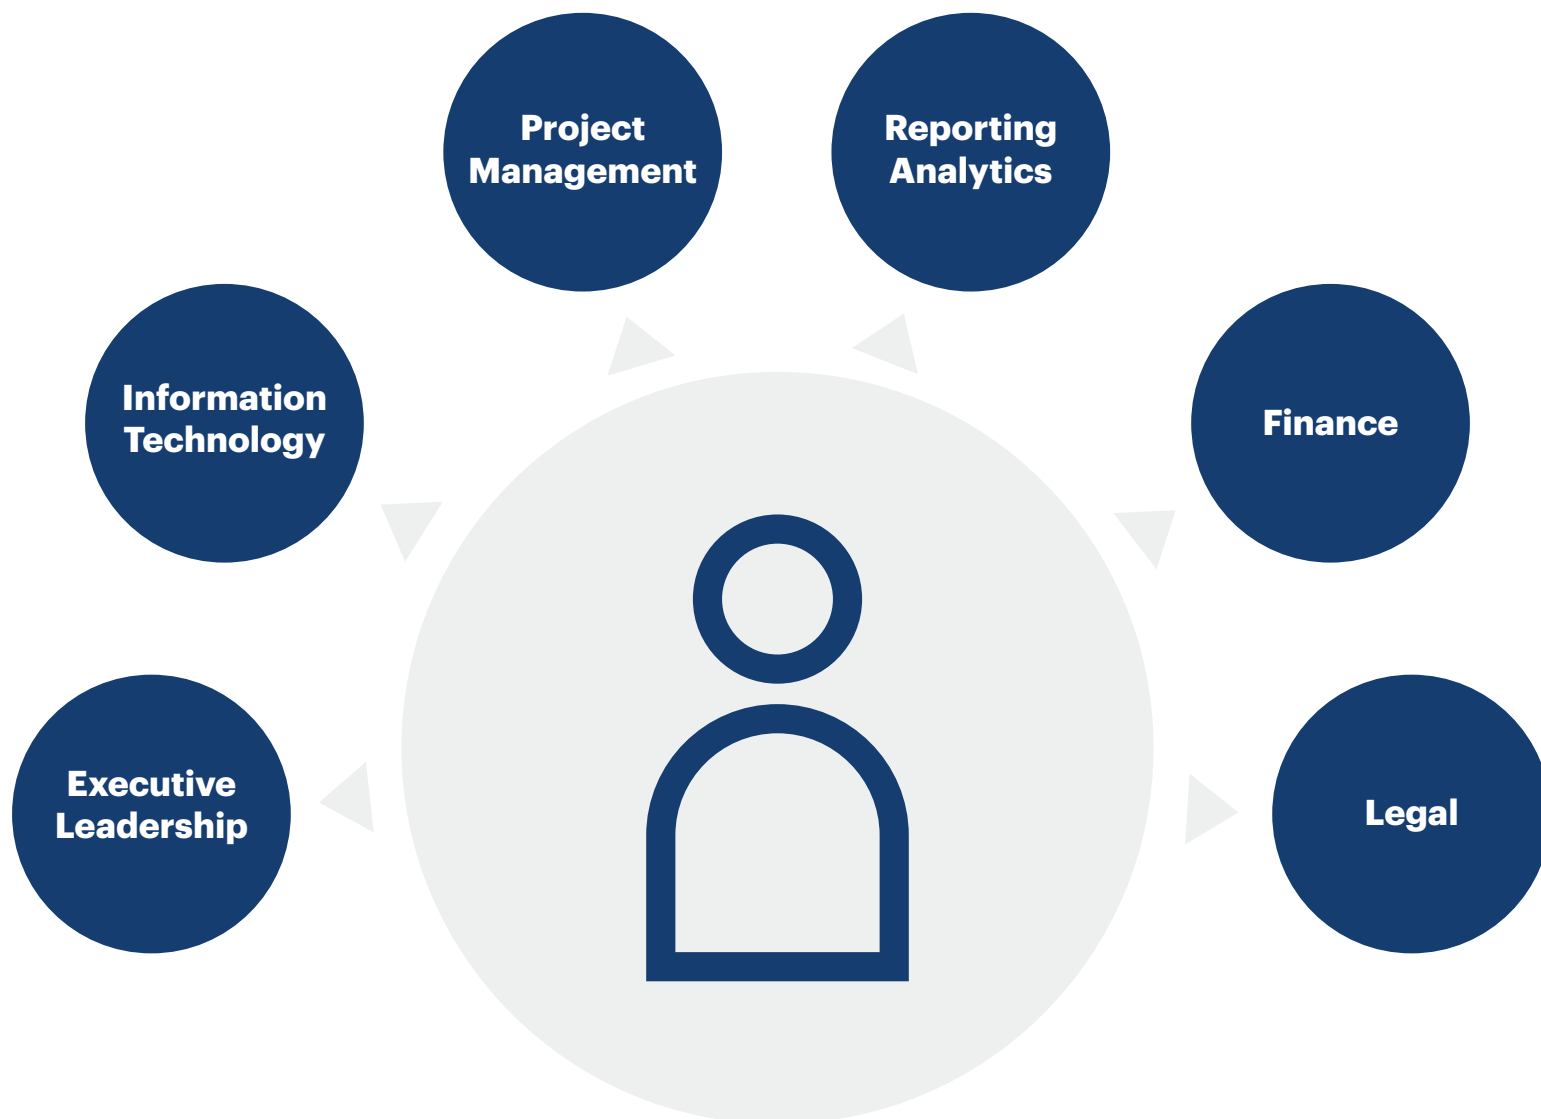 Project
Management
Reporting
Analytics
Information
Technology
Finance
Executive
Leadership
Legal